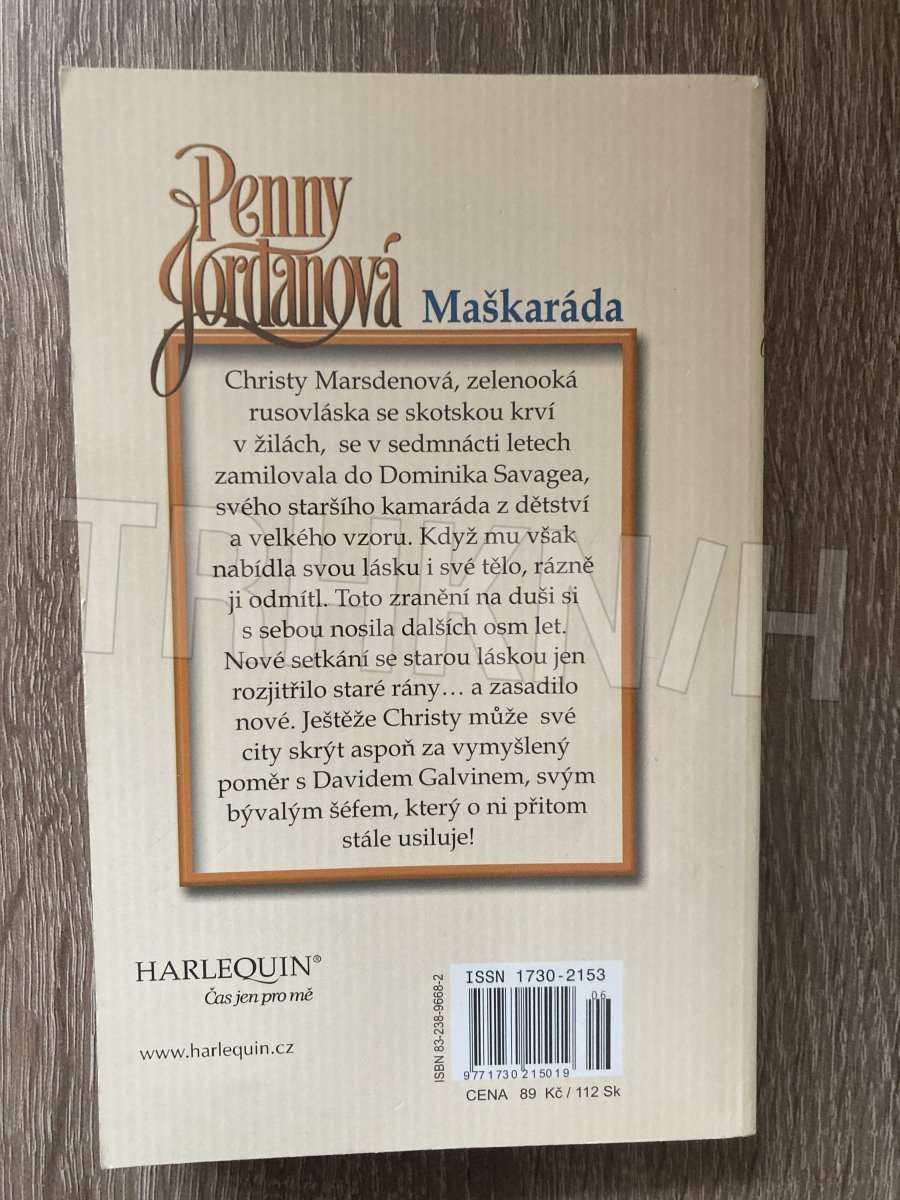 Penny
Jordanová
Maškaráda
Christy Marsdenová, zelenooká
rusovláska se skotskou krví
v žilách, se v sedmnácti letech
zamilovala do Dominika Savagea,
svého staršího kamaráda z dětství
a velkého vzoru. Když mu však
nabídla svou lásku i své tělo, rázně
ji odmítl. Toto zranění na duši si
s sebou nosila dalších osm let.
Nové setkání se starou láskou jen
rozjitřilo staré rány... a zasadilo
nové. Ještěže Christy může své
city skrýt aspoň za vymyšlený
poměr s Davidem Galvinem, svým
bývalým šéfem, který o ni přitom
stále usiluje!
TRHKNIH
HARLEQUIN®
Čas jen pro mě
www.harlequin.cz
ISBN 83-238-9668-2
ISSN 1730-2153
06
9771730215019
CENA 89 Kč / 112 Sk